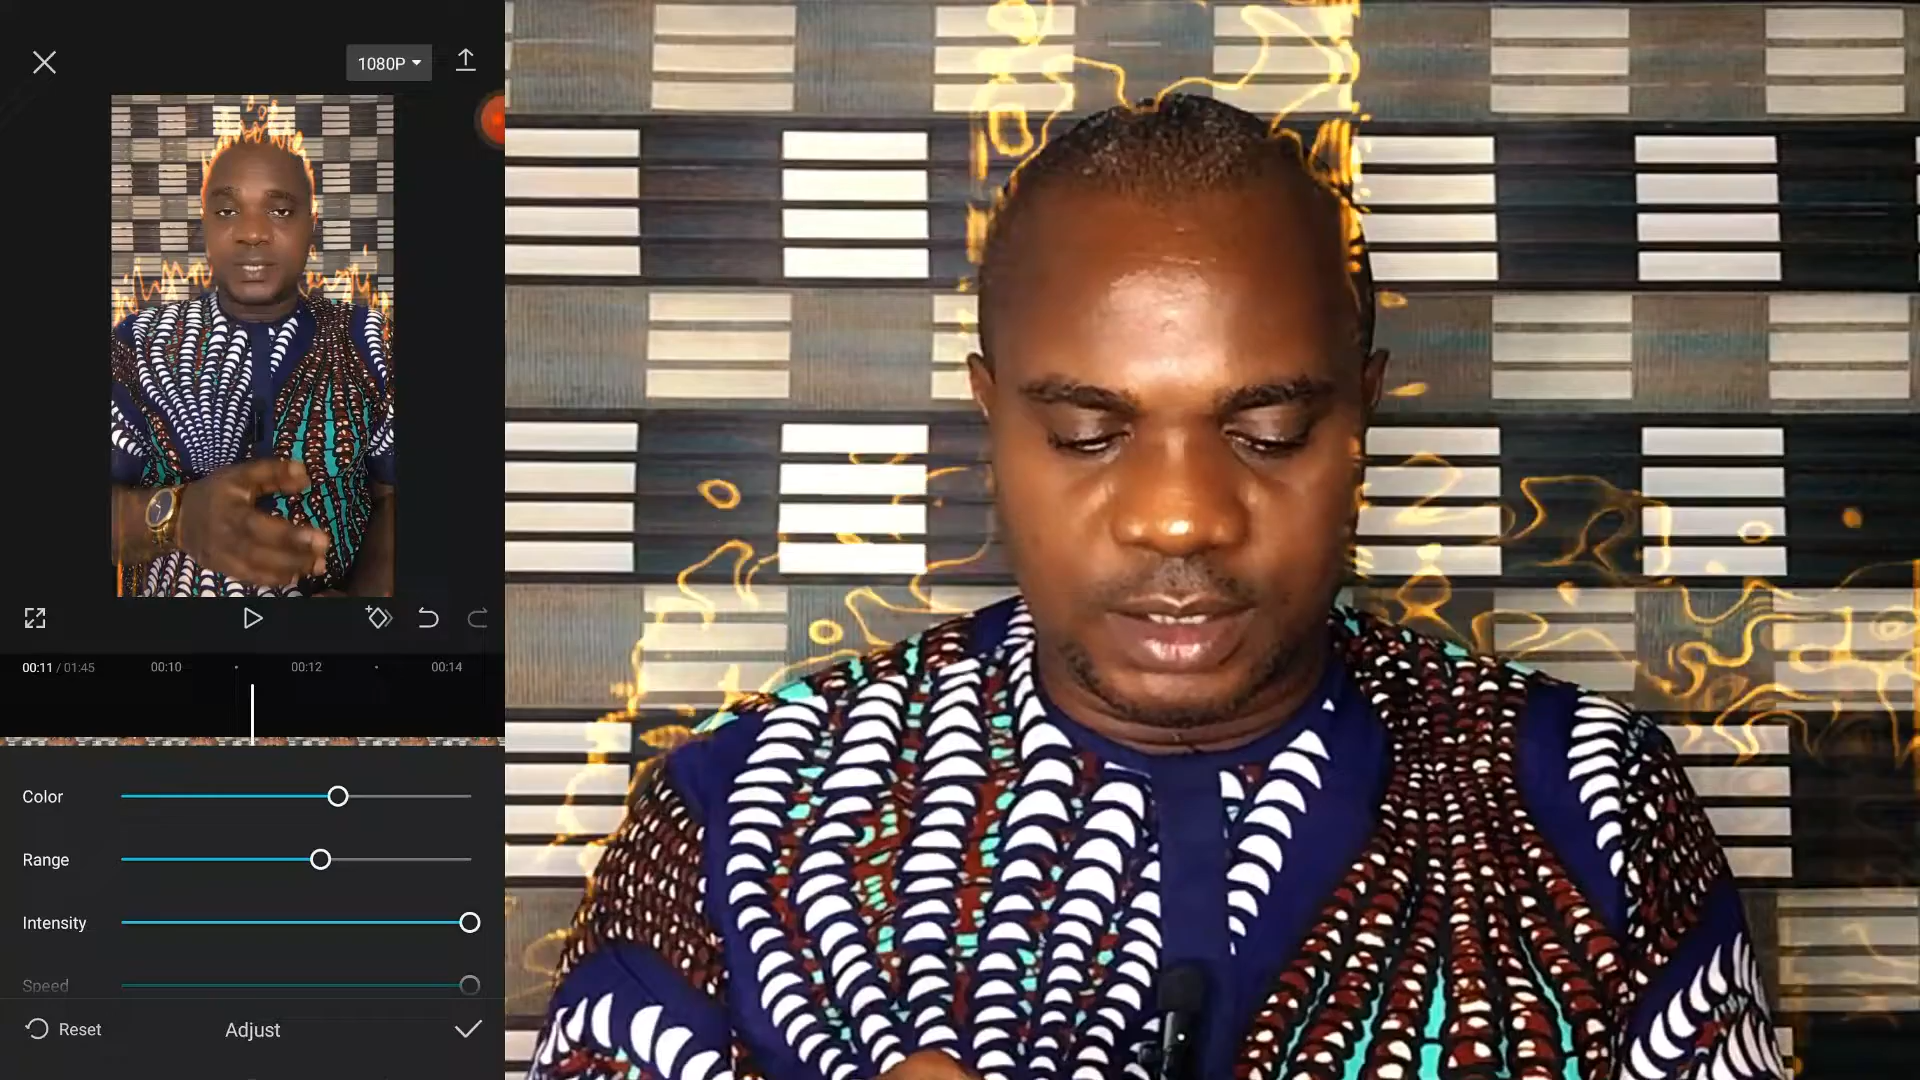 1080P
00:11 / 01:45 00:10 00:12 00:14
Color
Range
Intensity
Speed
Reset Adjust